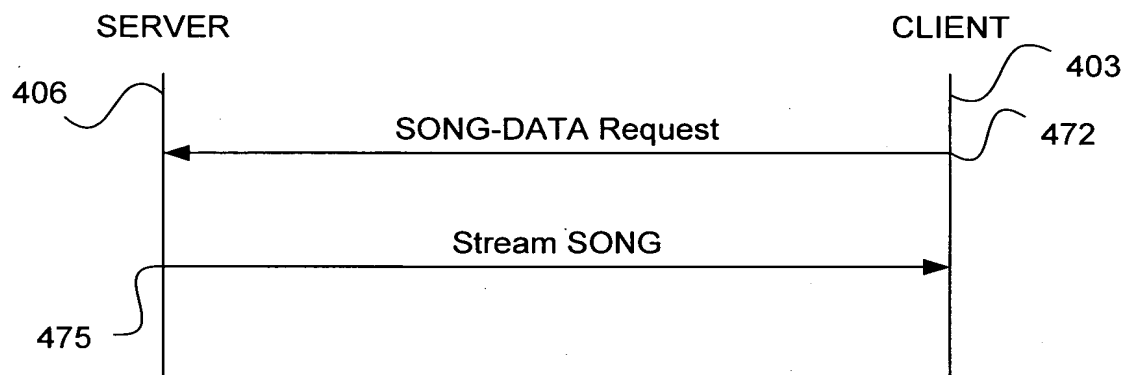 SERVER
CLIENT
406
403
SONG-DATA Request
472
Stream SONG
475